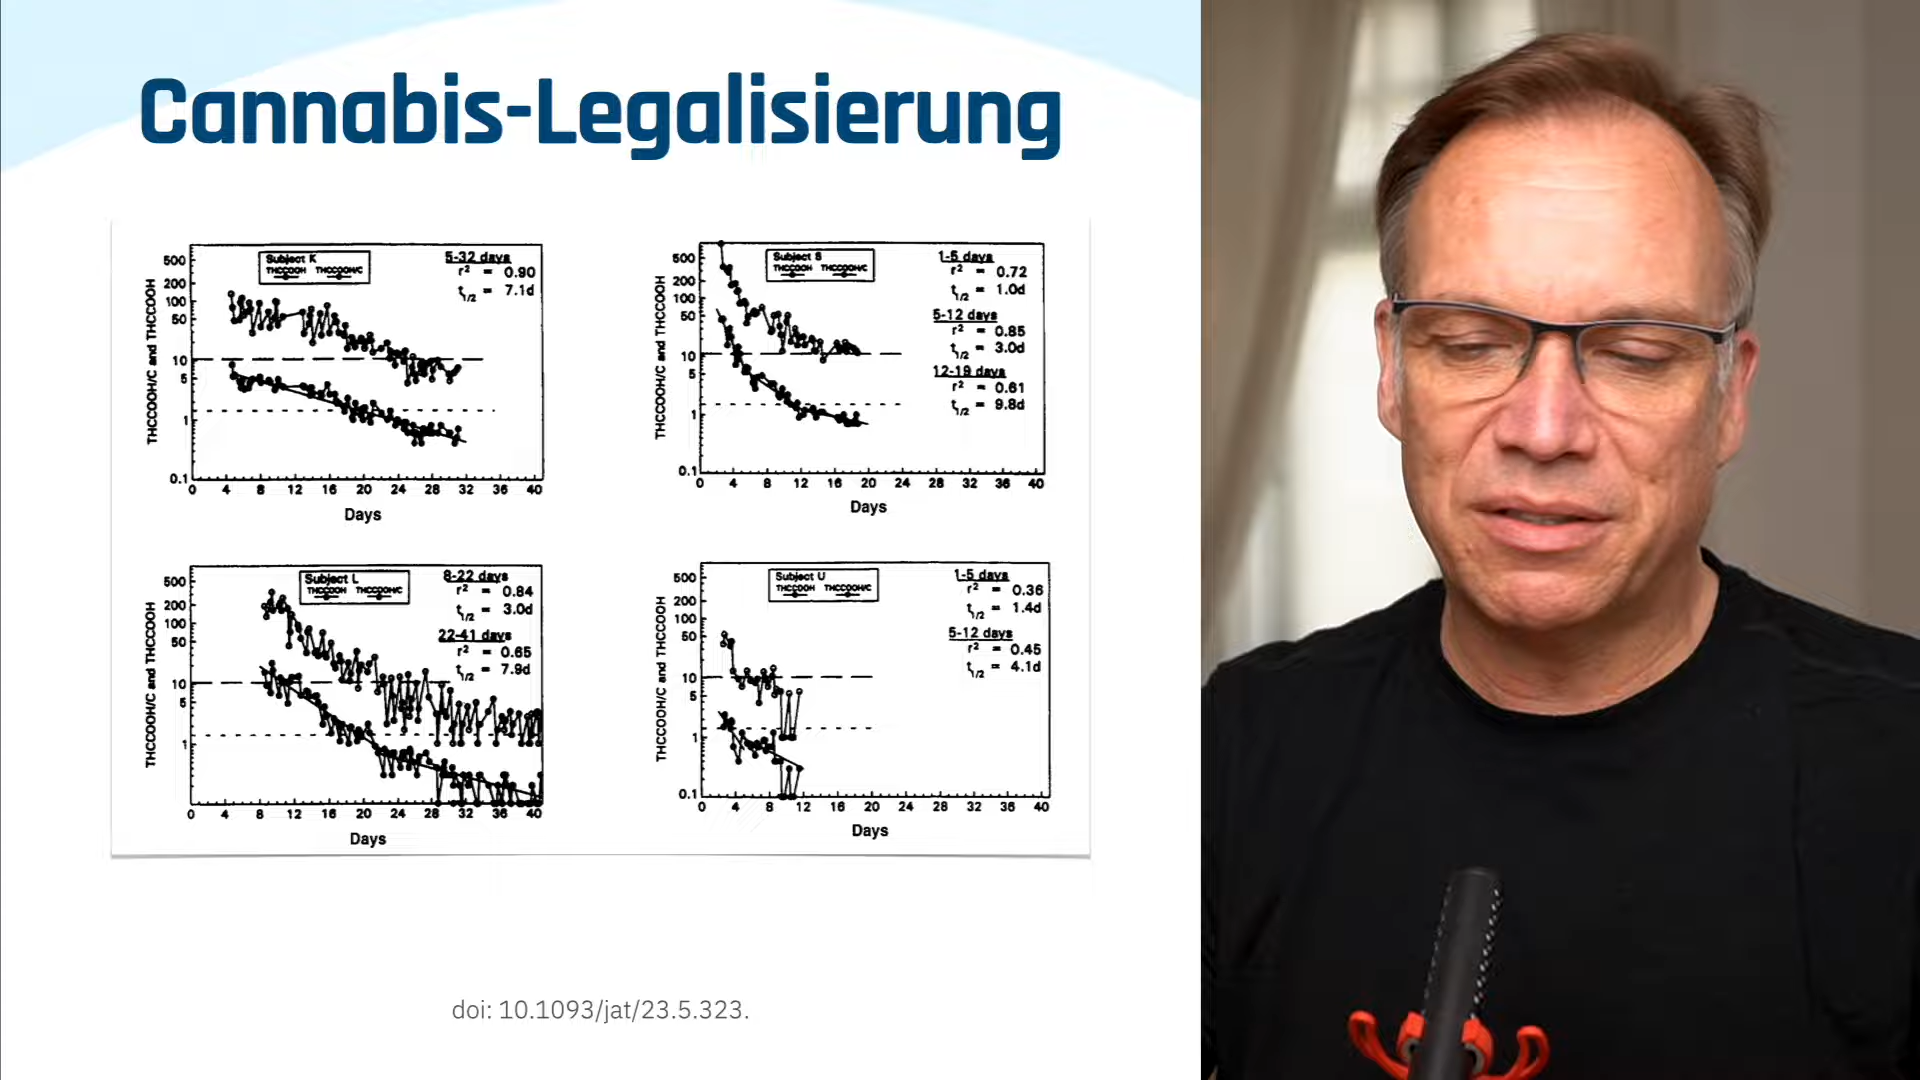 Cannabis-Legalisierung
THCCOOH/C and THCCOOH
500
200
100
50
10
5
1
0.1
Subject K
THCCOOH THCCOOH/C
5-32 days
r² = 0.90
t1/2 = 7.1d
0 4 8 12 16 20 24 28 32 36 40
Days
THCCOOH/C and THCCOOH
500
200
100
50
10
5
1
0.1
Subject S
THCCOOH THCCOOH/C
1-5 days
r² = 0.72
t1/2 = 1.0d
5-12 days
r² = 0.85
t1/2 = 3.0d
12-19 days
r² = 0.61
t1/2 = 9.8d
0 4 8 12 16 20 24 28 32 36 40
Days
THCCOOH/C and THCCOOH
500
200
100
50
10
5
1
Subject L
THCCOOH THCCOOH/C
8-22 days
r² = 0.84
t1/2 = 3.0d
22-41 days
r² = 0.65
t1/2 = 7.9d
0 4 8 12 16 20 24 28 32 36 40
Days
THCCOOH/C and THCCOOH
500
200
100
50
10
5
1
0.1
Subject U
THCCOOH THCCOOH/C
1-5 days
r² = 0.36
t1/2 = 1.4d
5-12 days
r² = 0.45
t1/2 = 4.1d
0 4 8 12 16 20 24 28 32 36 40
Days
doi: 10.1093/jat/23.5.323.